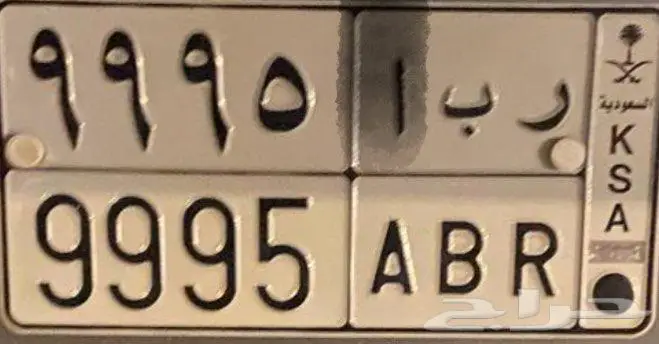 ٩٩٩٥ ا ب ر
9995 ABR
السعودية
K
S
A
حراج